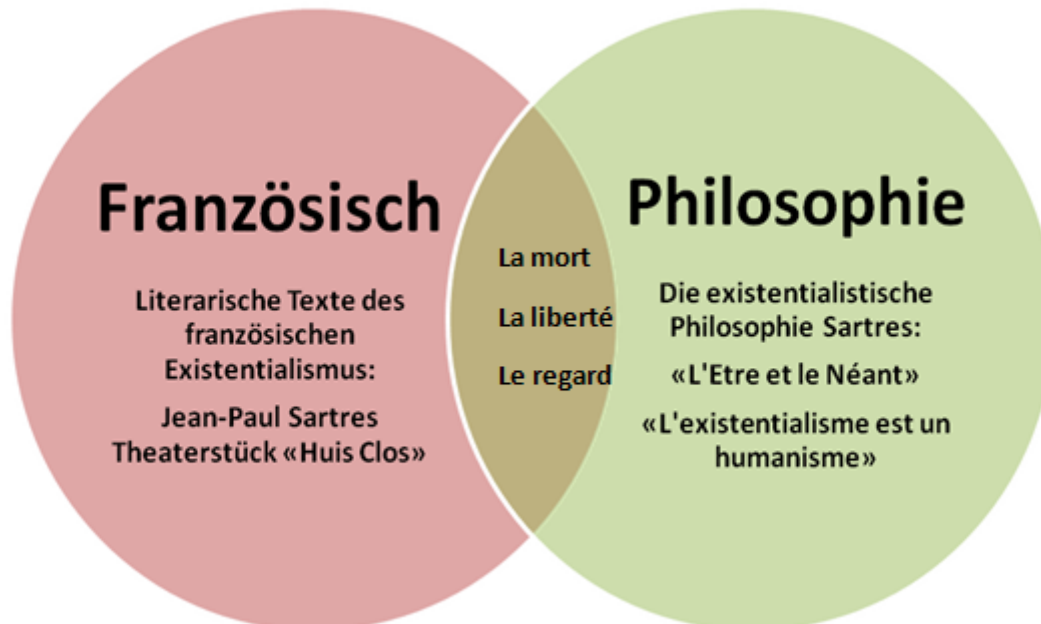 Französisch
Literarische Texte des
französischen
Existentialismus:
Jean-Paul Sartres
Theaterstück «Huis Clos»
La mort
La liberté
Le regard
Philosophie
Die existentialistische
Philosophie Sartres:
«L'Etre et le Néant»
«L'existentialisme est un
humanisme»